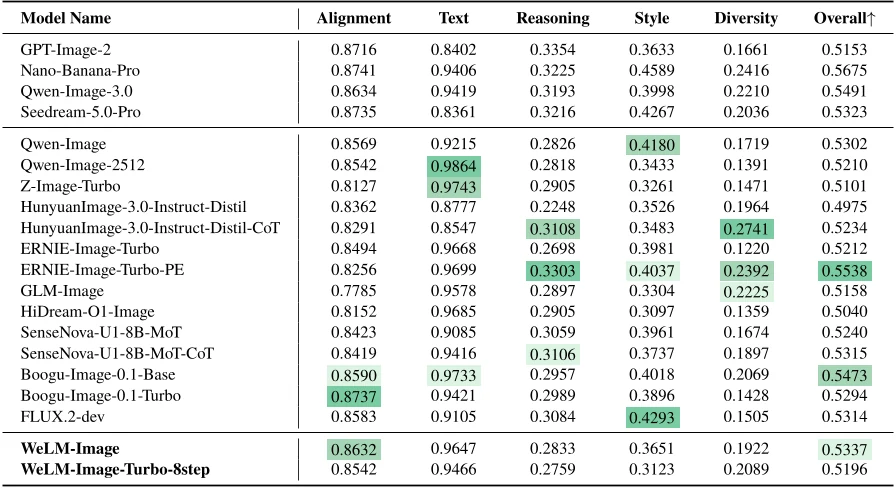 Model Name Alignment Text Reasoning Style Diversity Overall↑
GPT-Image-2 0.8716 0.8402 0.3354 0.3633 0.1661 0.5153
Nano-Banana-Pro 0.8741 0.9406 0.3225 0.4589 0.2416 0.5675
Qwen-Image-3.0 0.8634 0.9419 0.3193 0.3998 0.2210 0.5491
Seedream-5.0-Pro 0.8735 0.8361 0.3216 0.4267 0.2036 0.5323
Qwen-Image 0.8569 0.9215 0.2826 0.4180 0.1719 0.5302
Qwen-Image-2512 0.8542 0.9864 0.2818 0.3433 0.1391 0.5210
Z-Image-Turbo 0.8127 0.9743 0.2905 0.3261 0.1471 0.5101
HunyuanImage-3.0-Instruct-Distil 0.8362 0.8777 0.2248 0.3526 0.1964 0.4975
HunyuanImage-3.0-Instruct-Distil-CoT 0.8291 0.8547 0.3108 0.3483 0.2741 0.5234
ERNIE-Image-Turbo 0.8494 0.9668 0.2698 0.3981 0.1220 0.5212
ERNIE-Image-Turbo-PE 0.8256 0.9699 0.3303 0.4037 0.2392 0.5538
GLM-Image 0.7785 0.9578 0.2897 0.3304 0.2225 0.5158
HiDream-O1-Image 0.8152 0.9685 0.2905 0.3097 0.1359 0.5040
SenseNova-U1-8B-MoT 0.8423 0.9085 0.3059 0.3961 0.1674 0.5240
SenseNova-U1-8B-MoT-CoT 0.8419 0.9416 0.3106 0.3737 0.1897 0.5315
Boogu-Image-0.1-Base 0.8590 0.9733 0.2957 0.4018 0.2069 0.5473
Boogu-Image-0.1-Turbo 0.8737 0.9421 0.2989 0.3896 0.1428 0.5294
FLUX.2-dev 0.8583 0.9105 0.3084 0.4293 0.1505 0.5314
WeLM-Image 0.8632 0.9647 0.2833 0.3651 0.1922 0.5337
WeLM-Image-Turbo-8step 0.8542 0.9466 0.2759 0.3123 0.2089 0.5196